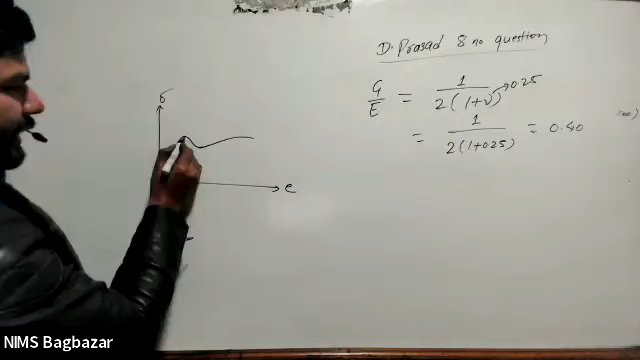 D. Prasad 8 no question
G/E = 1/2(1+ν) → 0.25
= 1/2(1+0.25) = 0.40
σ
e
NIMS Bagbazar